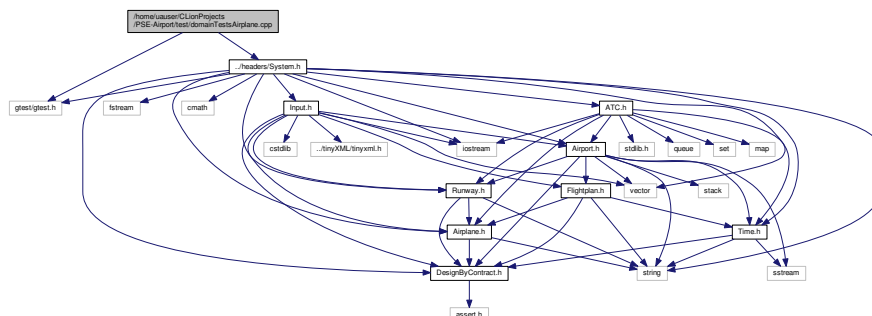 /home/uauser/CLionProjects
/PSE-Airport/test/domainTestsAirplane.cpp
../headers/System.h
gtest/gtest.h
fstream
cmath
Input.h
ATC.h
cstdlib
../tinyXML/tinyxml.h
iostream
Airport.h
stdlib.h
queue
set
map
Runway.h
Flightplan.h
vector
stack
Airplane.h
Time.h
DesignByContract.h
string
sstream
assert.h